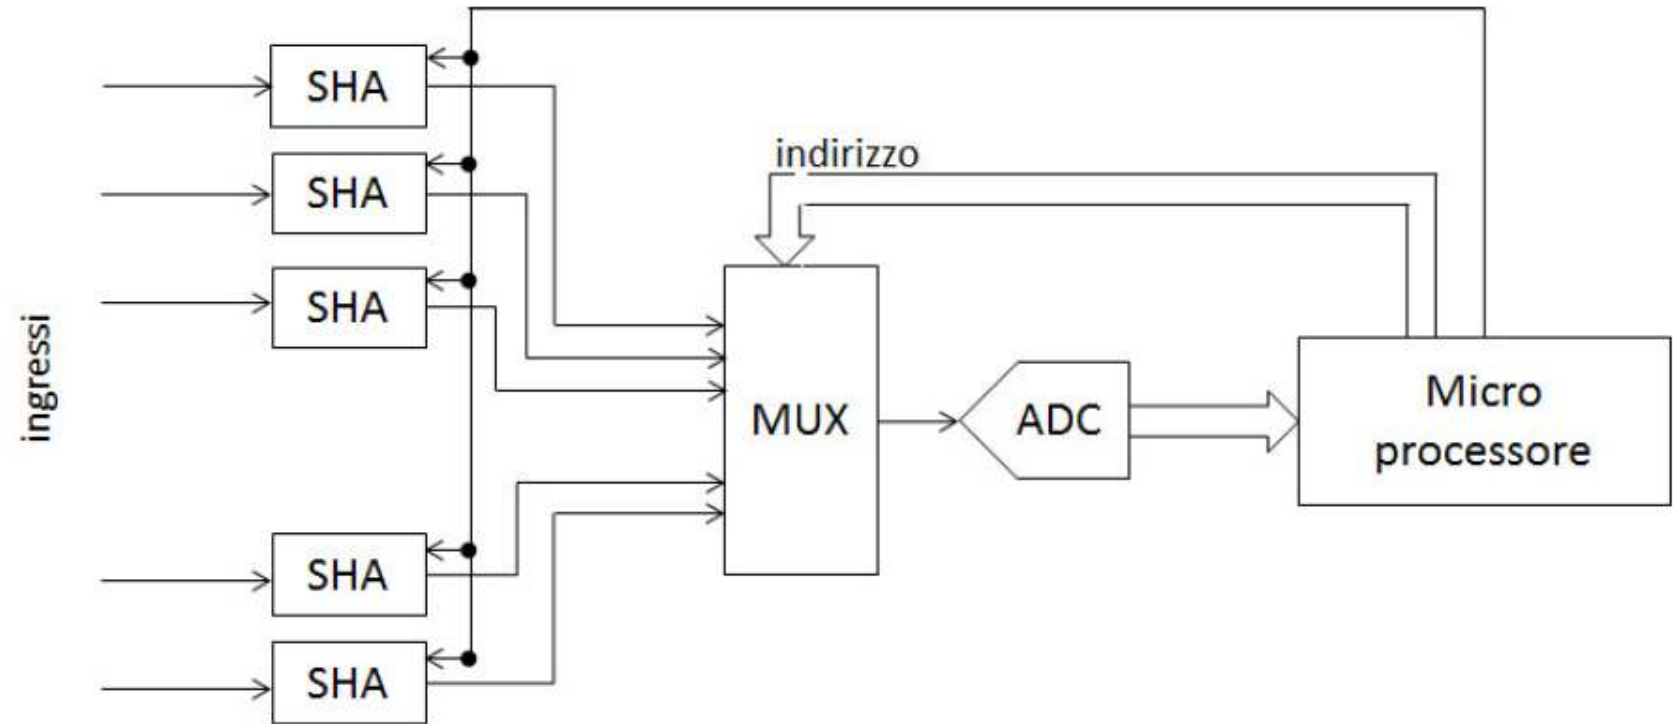 SHA
SHA
SHA
SHA
SHA
ingressi
indirizzo
MUX
ADC
Micro
processore